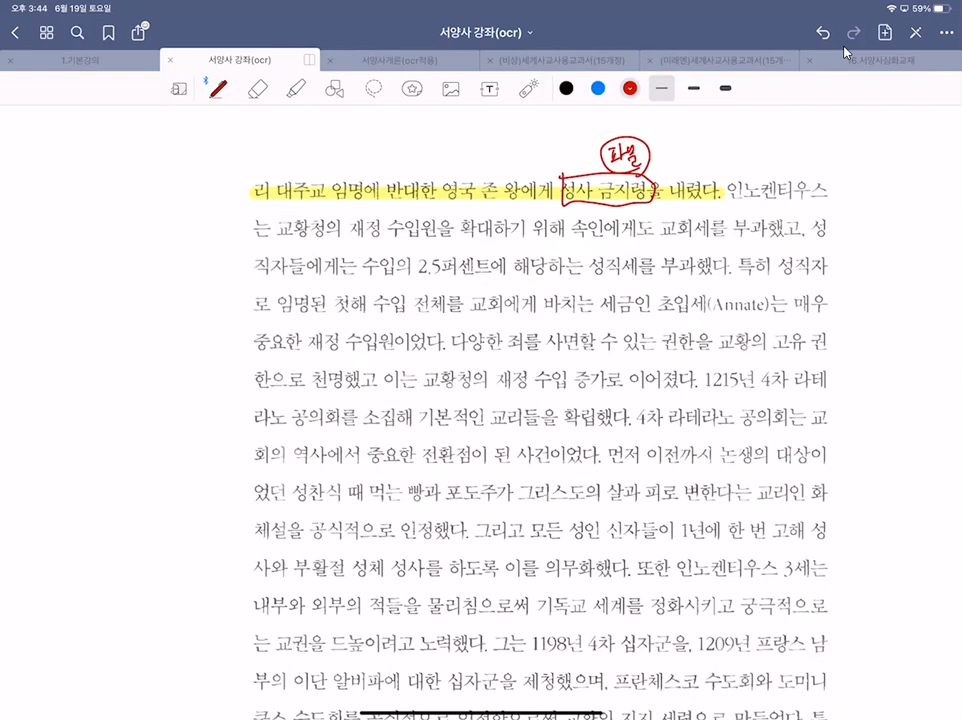 오후 3:44 6월 19일 토요일
59%
서양사 강좌(ocr)
1.기본강의
서양사 강좌(ocr)
서양사개론(ocr적용)
(비상)세계사교사용교과서(15개정)
(미래엔)세계사교사용교과서(15개…
16.서양사심화교재
파문
리 대주교 임명에 반대한 영국 존 왕에게 성사 금지령을 내렸다. 인노켄티우스
는 교황청의 재정 수입원을 확대하기 위해 속인에게도 교회세를 부과했고, 성
직자들에게는 수입의 2.5퍼센트에 해당하는 성직세를 부과했다. 특히 성직자
로 임명된 첫해 수입 전체를 교회에게 바치는 세금인 초입세(Annate)는 매우
중요한 재정 수입원이었다. 다양한 죄를 사면할 수 있는 권한을 교황의 고유 권
한으로 천명했고 이는 교황청의 재정 수입 증가로 이어졌다. 1215년 4차 라테
라노 공의회를 소집해 기본적인 교리들을 확립했다. 4차 라테라노 공의회는 교
회의 역사에서 중요한 전환점이 된 사건이었다. 먼저 이전까지 논쟁의 대상이
었던 성찬식 때 먹는 빵과 포도주가 그리스도의 살과 피로 변한다는 교리인 화
체설을 공식적으로 인정했다. 그리고 모든 성인 신자들이 1년에 한 번 고해 성
사와 부활절 성체 성사를 하도록 이를 의무화했다. 또한 인노켄티우스 3세는
내부와 외부의 적들을 물리침으로써 기독교 세계를 정화시키고 궁극적으로
는 교권을 드높이려고 노력했다. 그는 1198년 4차 십자군을, 1209년 프랑스 남
부의 이단 알비파에 대한 십자군을 제청했으며, 프란체스코 수도회와 도미니